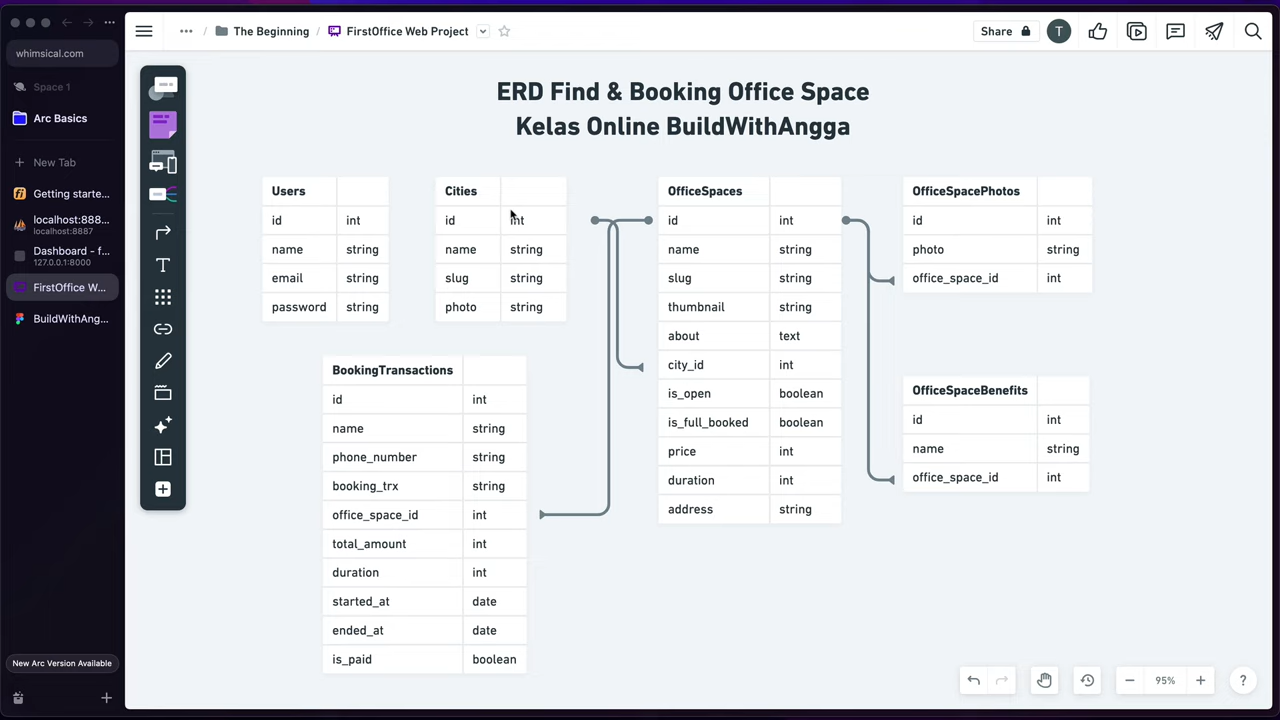 whimsical.com
Space 1
Arc Basics
New Tab
Getting starte...
localhost:888...
localhost:8887
Dashboard - f...
127.0.1:8000
FirstOffice W...
BuildWithAng...
New Arc Version Available
... / The Beginning / FirstOffice Web Project
Share
T
ERD Find & Booking Office Space
Kelas Online BuildWithAngga
Users
id int
name string
email string
password string
Cities
id int
name string
slug string
photo string
BookingTransactions
id int
name string
phone_number string
booking_trx string
office_space_id int
total_amount int
duration int
started_at date
ended_at date
is_paid boolean
OfficeSpaces
id int
name string
slug string
thumbnail string
about text
city_id int
is_open boolean
is_full_booked boolean
price int
duration int
address string
OfficeSpacePhotos
id int
photo string
office_space_id int
OfficeSpaceBenefits
id int
name string
office_space_id int
95%
?